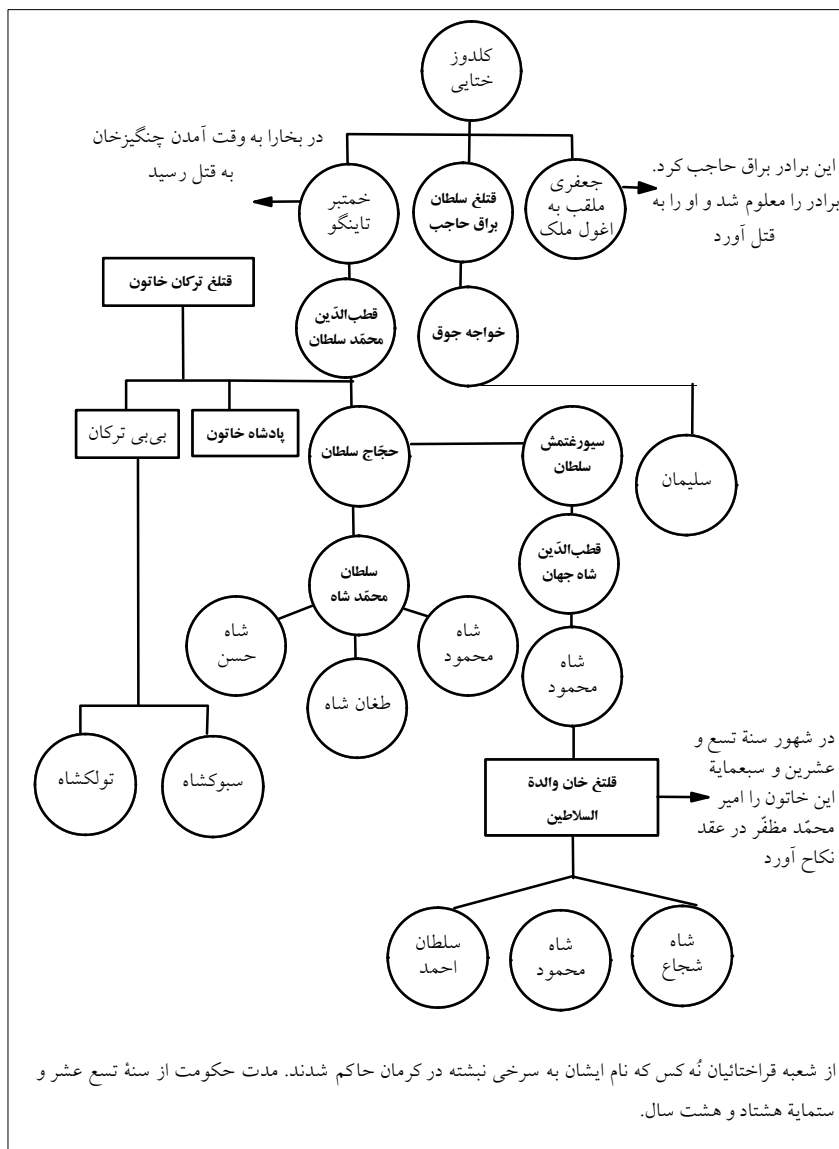 کلدوز
ختایی
در بخارا به وقت آمدن چنگیزخان
به قتل رسید
این برادر براق حاجب کرد.
برادر را معلوم شد و او را به
قتل آورد
جعفری
ملقب به
اغول ملک
قتلغ سلطان
براق حاجب
خمتبر
تاینگو
قتلغ ترکان خاتون
قطب‌الدّین
محمّد سلطان
خواجه جوق
بی‌بی ترکان
پادشاه خاتون
حجّاج سلطان
سیورغتمش
سلطان
سلیمان
قطب‌الدّین
شاه جهان
سلطان
محمّد شاه
شاه
حسن
طغان شاه
شاه
محمود
شاه
محمود
تولکشاه
سبوکشاه
قلتغ خان والدة
السلاطین
در شهور سنة تسع و
عشرین و سبعمایة
این خاتون را امیر
محمّد مظفّر در عقد
نکاح آورد
شاه
شجاع
شاه
محمود
سلطان
احمد
از شعبه قراختائیان نُه کس که نام ایشان به سرخی نبشته در کرمان حاکم شدند. مدت حکومت از سنهٔ تسع عشر و
ستمایة هشتاد و هشت سال.